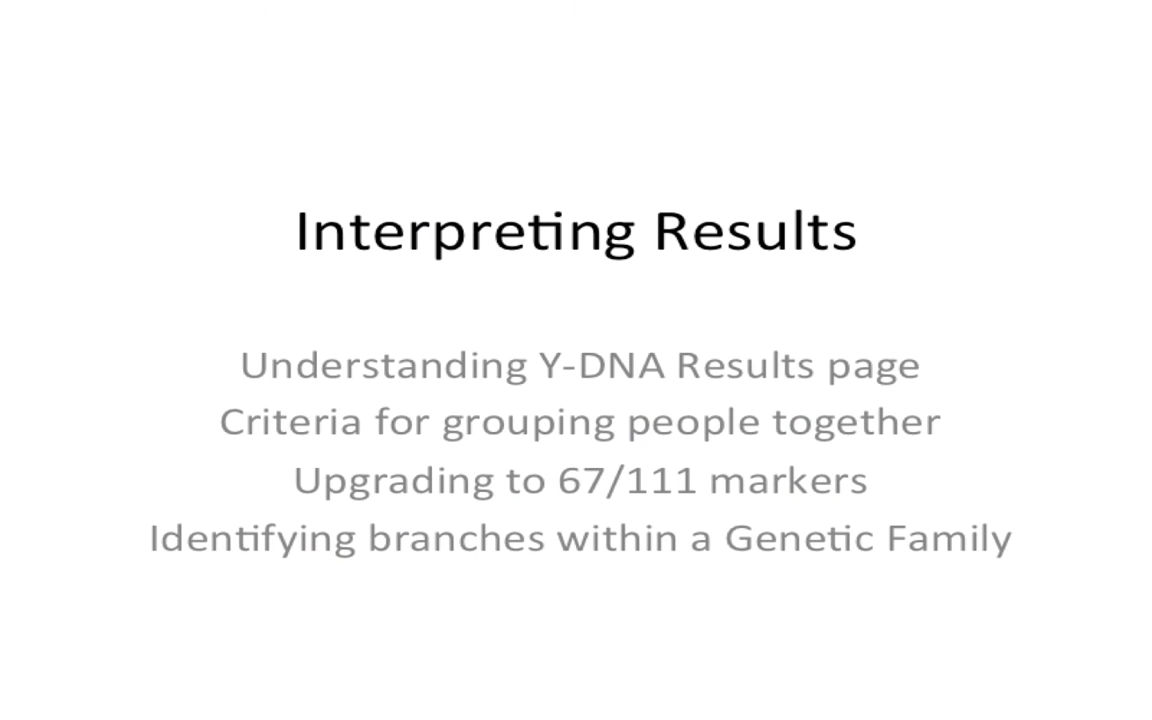 Interpreting Results
Understanding Y-DNA Results page
Criteria for grouping people together
Upgrading to 67/111 markers
Identifying branches within a Genetic Family